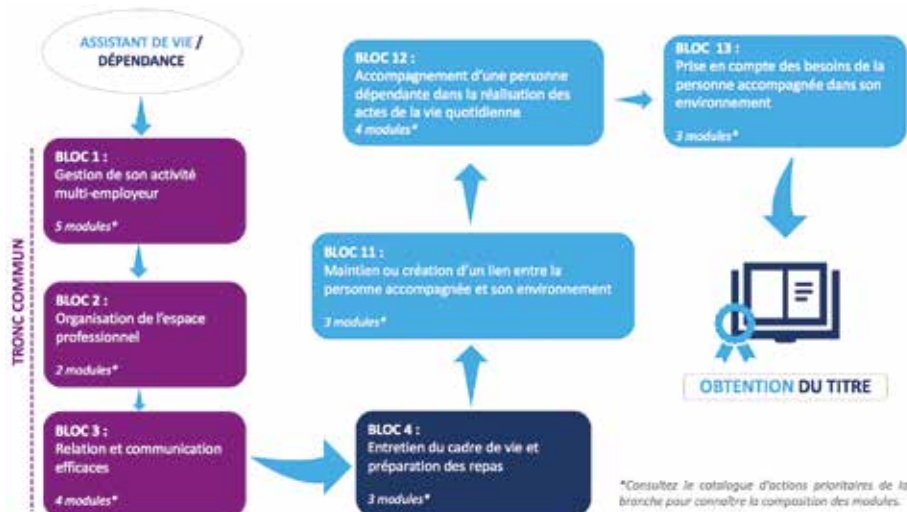 ASSISTANT DE VIE /
DÉPENDANCE
TRONC COMMUN
BLOC 1 :
Gestion de son activité
multi-employeur
5 modules*
BLOC 2 :
Organisation de l'espace
professionnel
2 modules*
BLOC 3 :
Relation et communication
efficaces
4 modules*
BLOC 4 :
Entretien du cadre de vie et
préparation des repas
3 modules*
BLOC 11 :
Maintien ou création d'un lien entre la
personne accompagnée et son environnement
3 modules*
BLOC 12 :
Accompagnement d'une personne
dépendante dans la réalisation des
actes de la vie quotidienne
4 modules*
BLOC 13 :
Prise en compte des besoins de la
personne accompagnée dans son
environnement
3 modules*
OBTENTION DU TITRE
*Consultez le catalogue d'actions prioritaires de la
branche pour connaître la composition des modules.